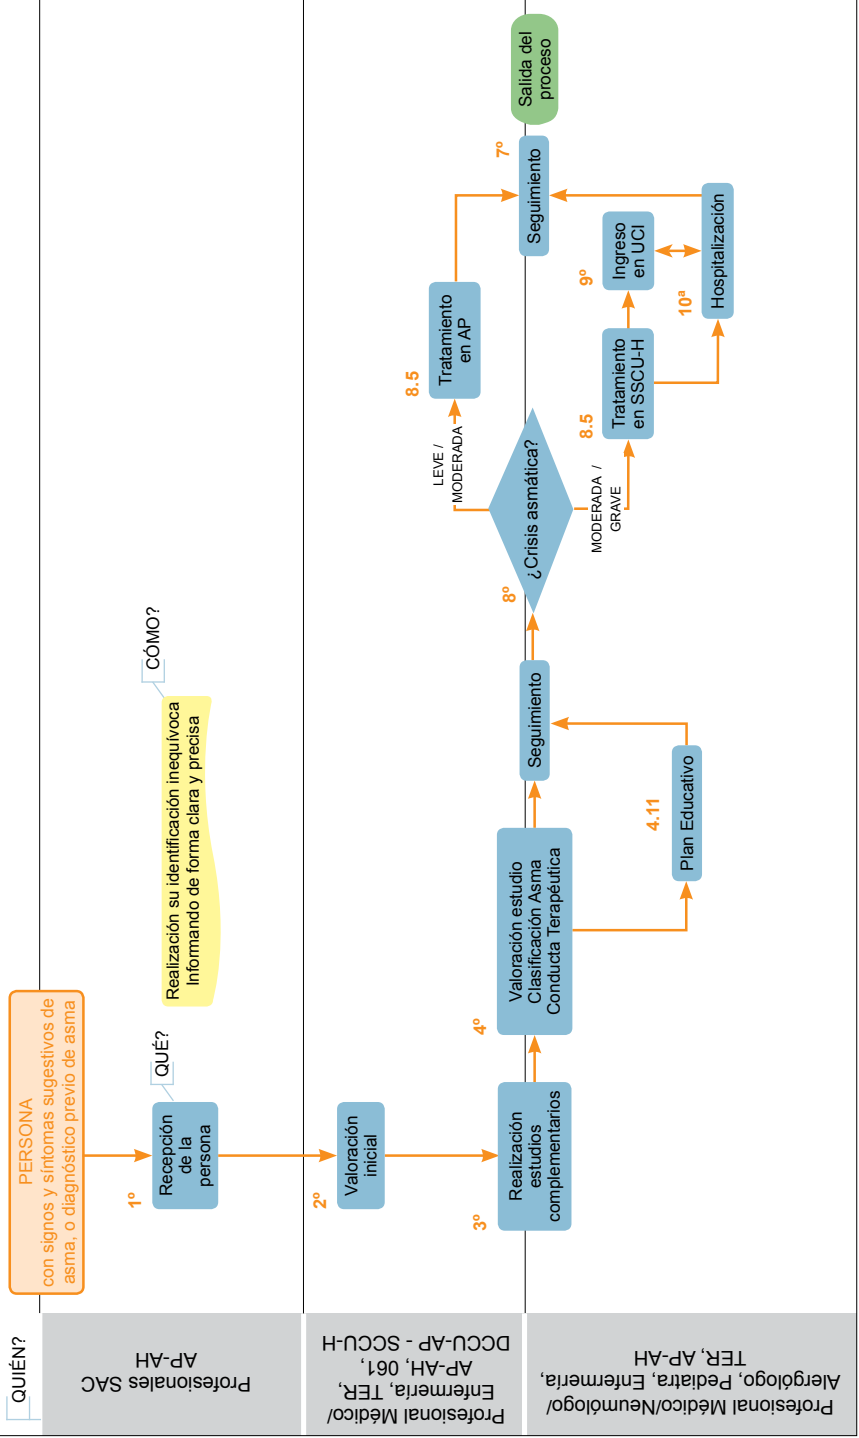 QUIÉN?
PERSONA
con signos y síntomas sugestivos de
asma, o diagnóstico previo de asma
Profesionales SAC
AP-AH
1º
Recepción
de la
persona
QUÉ?
Realización su identificación inequívoca
Informando de forma clara y precisa
CÓMO?
Profesional Médico/
Enfermería, TER,
AP-AH, 061,
DCCU-AP - SCCU-H
2º
Valoración
inicial
Profesional Médico/Neumólogo/
Alergólogo, Pediatra, Enfermería,
TER, AP-AH
3º
Realización
estudios
complementarios
4º
Valoración estudio
Clasificación Asma
Conducta Terapéutica
4.11
Plan Educativo
Seguimiento
8º
¿Crisis asmática?
LEVE /
MODERADA
8.5
Tratamiento
en AP
MODERADA /
GRAVE
8.5
Tratamiento
en SSCU-H
9º
Ingreso
en UCI
10ª
Hospitalización
7º
Seguimiento
Salida del
proceso